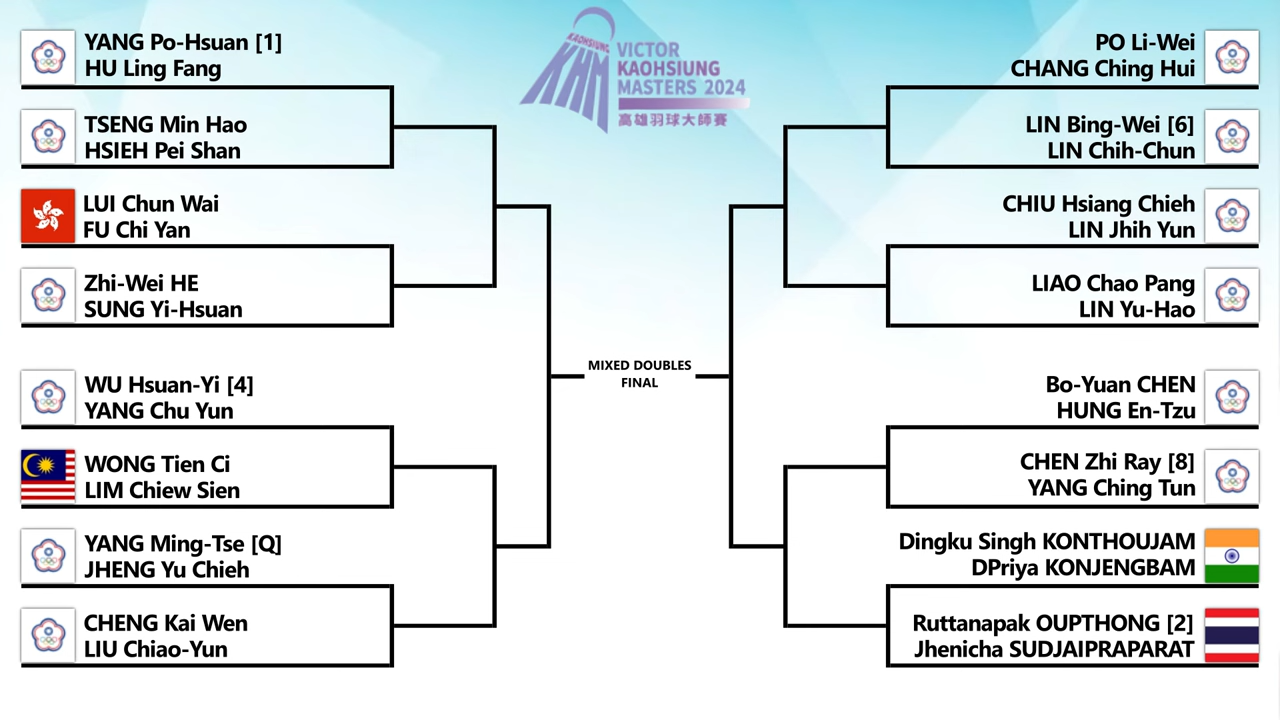 YANG Po-Hsuan [1]
HU Ling Fang
TSENG Min Hao
HSIEH Pei Shan
LUI Chun Wai
FU Chi Yan
Zhi-Wei HE
SUNG Yi-Hsuan
WU Hsuan-Yi [4]
YANG Chu Yun
WONG Tien Ci
LIM Chiew Sien
YANG Ming-Tse [Q]
JHENG Yu Chieh
CHENG Kai Wen
LIU Chiao-Yun
KAOHSIUNG
KHM
VICTOR
KAOHSIUNG
MASTERS 2024
高雄羽球大師賽
MIXED DOUBLES
FINAL
PO Li-Wei
CHANG Ching Hui
LIN Bing-Wei [6]
LIN Chih-Chun
CHIU Hsiang Chieh
LIN Jhih Yun
LIAO Chao Pang
LIN Yu-Hao
Bo-Yuan CHEN
HUNG En-Tzu
CHEN Zhi Ray [8]
YANG Ching Tun
Dingku Singh KONTHOUJAM
DPriya KONJENGBAM
Ruttanapak OUPTHONG [2]
Jhenicha SUDJAIPRAPARAT